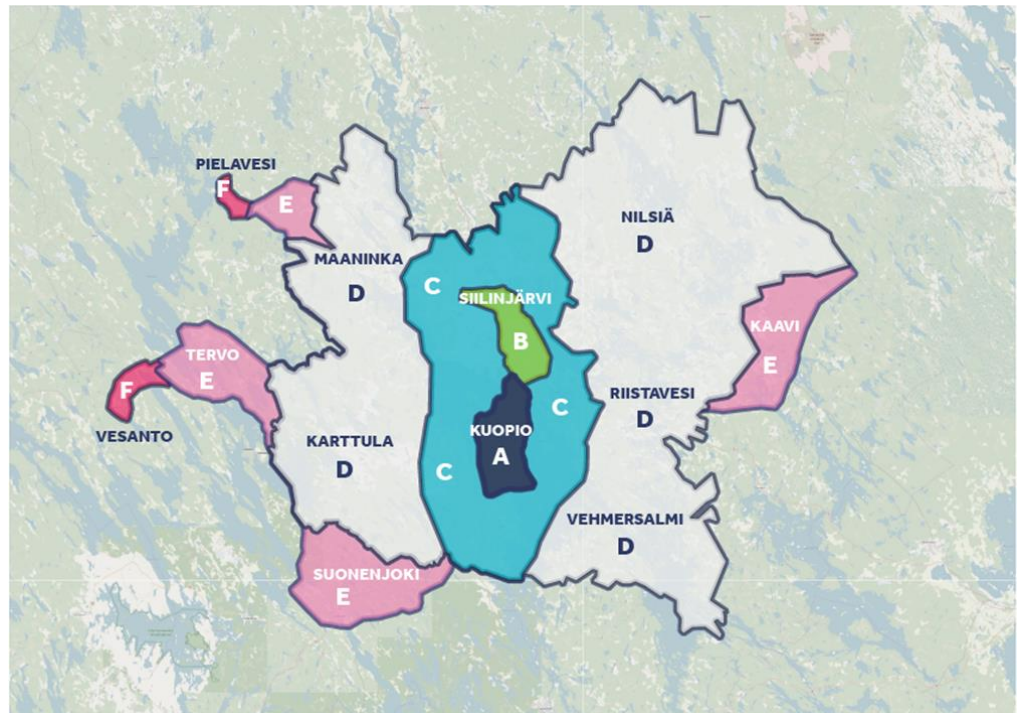 PIELAVESI
F
E
NILSIÄ
D
MAANINKA
D
C
SIILINJÄRVI
B
KAAVI
E
TERVO
E
F
VESANTO
RIISTAVESI
D
C
KUOPIO
A
KARTTULA
D
C
VEHMERSALMI
D
SUONENJOKI
E